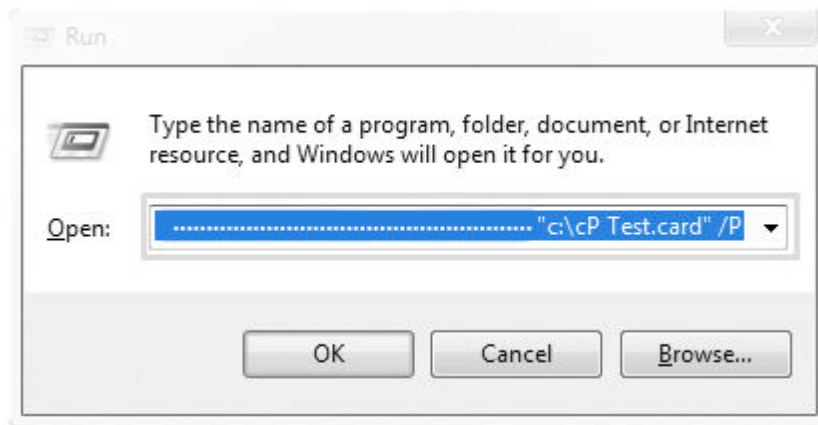 Run
Type the name of a program, folder, document, or Internet
resource, and Windows will open it for you.
Open: "c:\cP Test.card" /P
OK Cancel Browse...